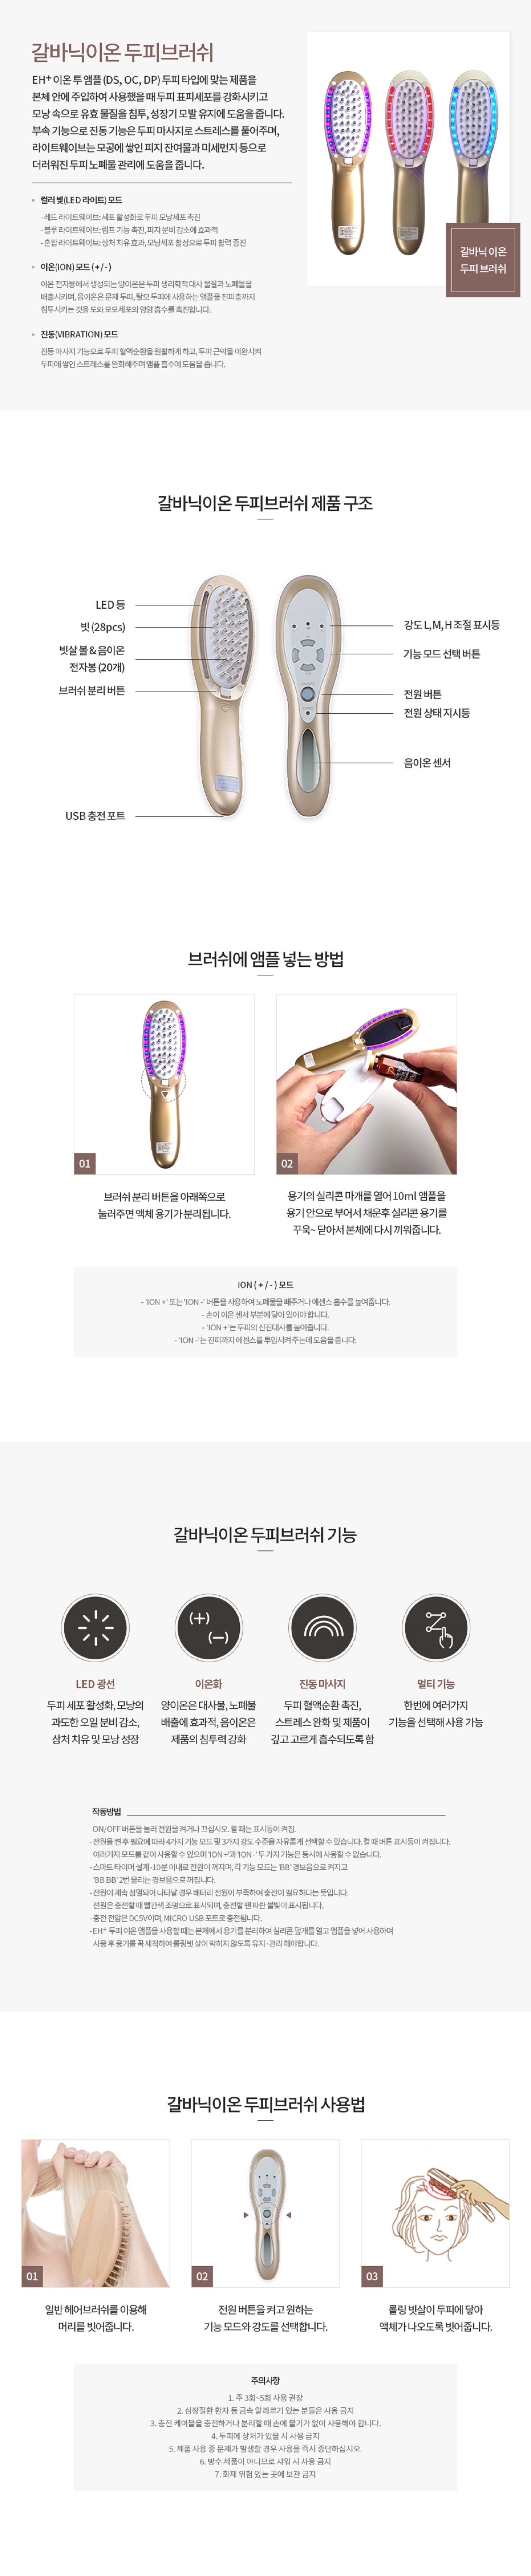 갈바닉이온 두피브러쉬
EH+ 이온 투 앰플 (DS, OC, DP) 두피 타입에 맞는 제품을
본체 안에 주입하여 사용했을 때 두피 표피세포를 강화시키고
모낭 속으로 유효 물질을 침투, 성장기 모발 유지에 도움을 줍니다.
부속 기능으로 진동 기능은 두피 마사지로 스트레스를 풀어주며,
라이트웨이브는 모공에 쌓인 피지 잔여물과 미세먼지 등으로
더러워진 두피 노폐물 관리에 도움을 줍니다.
갈바닉 이온
두피 브러쉬
• 컬러 빛(LED 라이트) 모드
- 레드 라이트웨이브: 세포 활성화로 두피 모낭세포 촉진
- 블루 라이트웨이브: 림프 기능 촉진, 피지 분비 감소에 효과적
- 혼합 라이트웨이브: 상처 치유 효과, 모낭세포 활성으로 두피 활력 증진
• 이온(ION) 모드 ( + / - )
이온 전자봉에서 생성되는 양이온은 두피 생리학적 대사 물질과 노폐물을
배출시키며, 음이온은 문제 두피, 탈모 두피에 사용하는 앰플을 진피층까지
침투시키는 것을 도와 모모세포의 영양 흡수를 촉진합니다.
• 진동(VIBRATION) 모드
진동 마사지 기능으로 두피 혈액순환을 원활하게 하고, 두피 근막을 이완시켜
두피에 쌓인 스트레스를 완화해주며 앰플 흡수에 도움을 줍니다.
갈바닉이온 두피브러쉬 제품 구조
LED 등
빗 (28pcs)
빗살 볼 & 음이온
전자봉 (20개)
브러쉬 분리 버튼
USB 충전 포트
강도 L, M, H 조절 표시등
기능 모드 선택 버튼
전원 버튼
전원 상태 지시등
음이온 센서
브러쉬에 앰플 넣는 방법
01
브러쉬 분리 버튼을 아래쪽으로
눌러주면 액체 용기가 분리됩니다.
02
용기의 실리콘 마개를 열어 10ml 앰플을
용기 안으로 부어서 채운후 실리콘 용기를
꾸욱~ 닫아서 본체에 다시 끼워줍니다.
ION ( + / - ) 모드
- 'ION +' 또는 'ION -' 버튼을 사용하여 노폐물을 빼주거나 에센스 흡수를 높여줍니다.
- 손이 이온 센서 부분에 닿아 있어야 합니다.
- 'ION +'는 두피의 신진대사를 높여줍니다.
- 'ION -'는 진피까지 에센스를 투입시켜 주는데 도움을 줍니다.
갈바닉이온 두피브러쉬 기능
(+)
(−)
LED 광선
두피 세포 활성화, 모낭의
과도한 오일 분비 감소,
상처 치유 및 모낭 성장
이온화
양이온은 대사물, 노폐물
배출에 효과적, 음이온은
제품의 침투력 강화
진동 마사지
두피 혈액순환 촉진,
스트레스 완화 및 제품이
깊고 고르게 흡수되도록 함
멀티 기능
한번에 여러가지
기능을 선택해 사용 가능
작동방법
ON/OFF 버튼을 눌러 전원을 켜거나 끄십시오. 켤 때는 표시등이 켜짐.
- 전원을 켠 후 필요에 따라 4가지 기능 모드 및 3가지 강도 수준을 자유롭게 선택할 수 있습니다. 켤 때 버튼 표시등이 켜집니다.
여러가지 모드를 같이 사용할 수 있으며 'ION +'과 'ION -' 두 가지 기능은 동시에 사용할 수 없습니다.
- 스마트 타이머 설계 -10분 이내로 전원이 꺼지며, 각 기능 모드는 'BB' 경보음으로 켜지고
'BB BB' 2번 울리는 경보음으로 꺼집니다.
- 전원이 계속 점멸되어 나타날 경우 배터리 전원이 부족하여 충전이 필요하다는 뜻입니다.
전원은 충전할 때 빨간색 조명으로 표시되며, 충전할 땐 파란 불빛이 표시됩니다.
- 충전 전압은 DC5V이며, MICRO USB 포트로 충전됩니다.
- EH+ 두피 이온 앰플을 사용할 때는 본체에서 용기를 분리하여 실리콘 덮개를 열고 앰플을 넣어 사용하며
사용 후 용기를 꼭 세척하여 롤링빗 살이 막히지 않도록 유지·관리 해야합니다.
갈바닉이온 두피브러쉬 사용법
01
일반 헤어브러쉬를 이용해
머리를 빗어줍니다.
02
전원 버튼을 켜고 원하는
기능 모드와 강도를 선택합니다.
03
롤링 빗살이 두피에 닿아
액체가 나오도록 빗어줍니다.
주의사항
1. 주 3회~5회 사용 권장
2. 심장질환 환자 등 금속 알레르기 있는 분들은 사용 금지
3. 충전 케이블을 충전하거나 분리할 때 손에 물기가 없이 사용해야 합니다.
4. 두피에 상처가 있을 시 사용 금지
5. 제품 사용 중 문제가 발생할 경우 사용을 즉시 중단하십시오.
6. 방수 제품이 아니므로 샤워 시 사용 금지
7. 화재 위험 있는 곳에 보관 금지